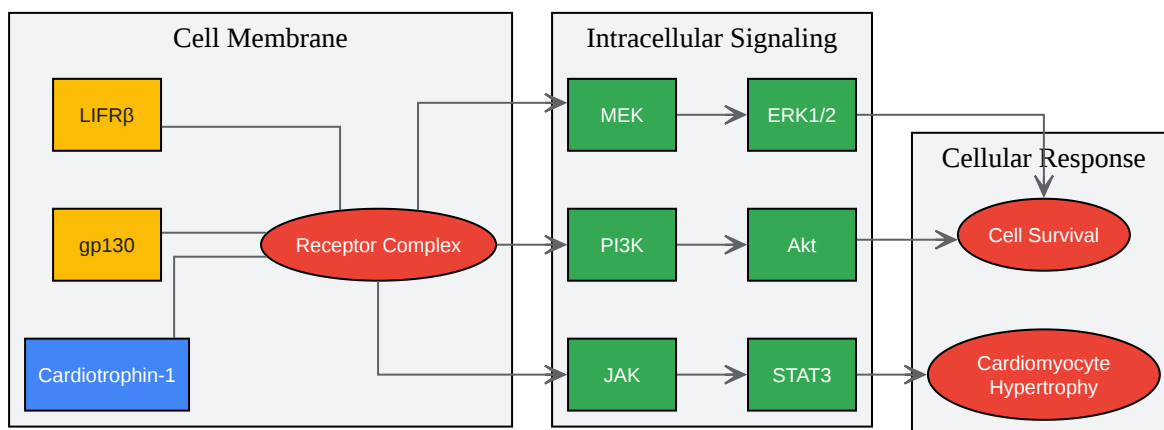 Cell Membrane
Intracellular Signaling
LIFRβ
MEK
ERK1/2
Cellular Response
gp130
Receptor Complex
PI3K
Akt
Cell Survival
Cardiotrophin-1
JAK
STAT3
Cardiomyocyte
Hypertrophy